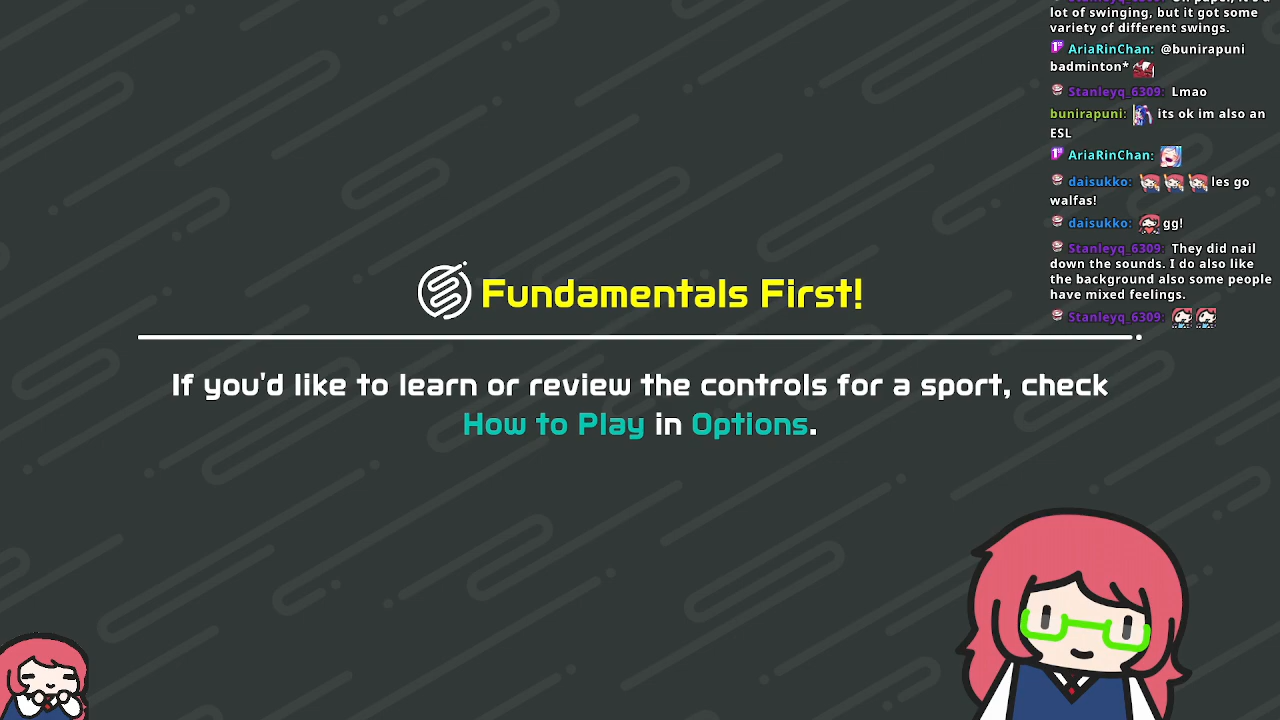 lot of swinging, but it got some
variety of different swings.
AriaRinChan: @bunirapuni
badminton*
Stanleyq_6309: Lmao
bunirapuni: its ok im also an
ESL
AriaRinChan:
daisukko: les go
walfas!
daisukko: gg!
Stanleyq_6309: They did nail
down the sounds. I do also like
the background also some people
have mixed feelings.
Stanleyq_6309:
Fundamentals First!
If you'd like to learn or review the controls for a sport, check
How to Play in Options.